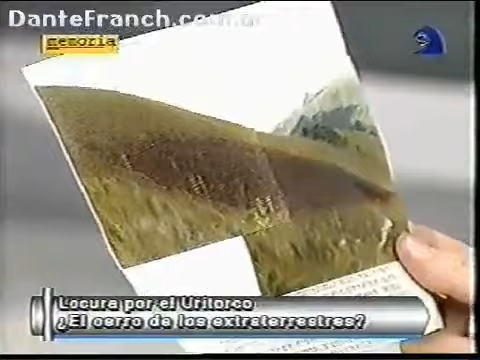 DanteFranch.com.ar
memoria
Locura por el Uritorco
¿El cerro de los extraterrestres?